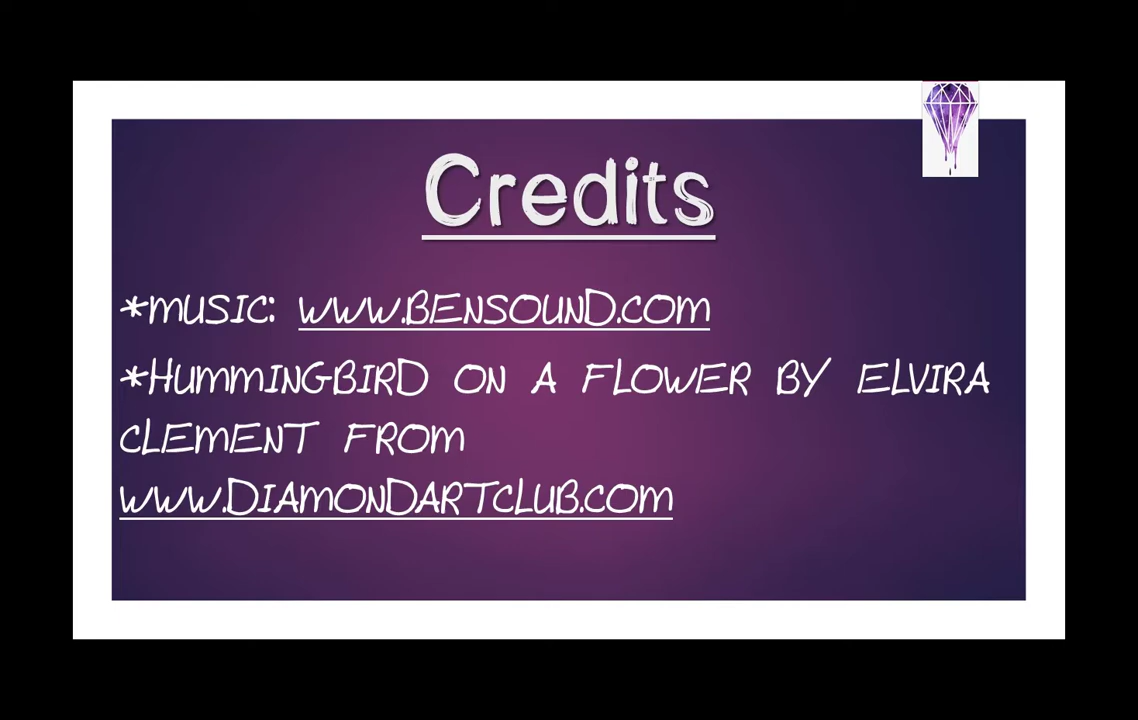 Credits
*MUSIC: WWW.BENSOUND.COM
*HUMMINGBIRD ON A FLOWER BY ELVIRA
CLEMENT FROM
WWW.DIAMONDARTCLUB.COM